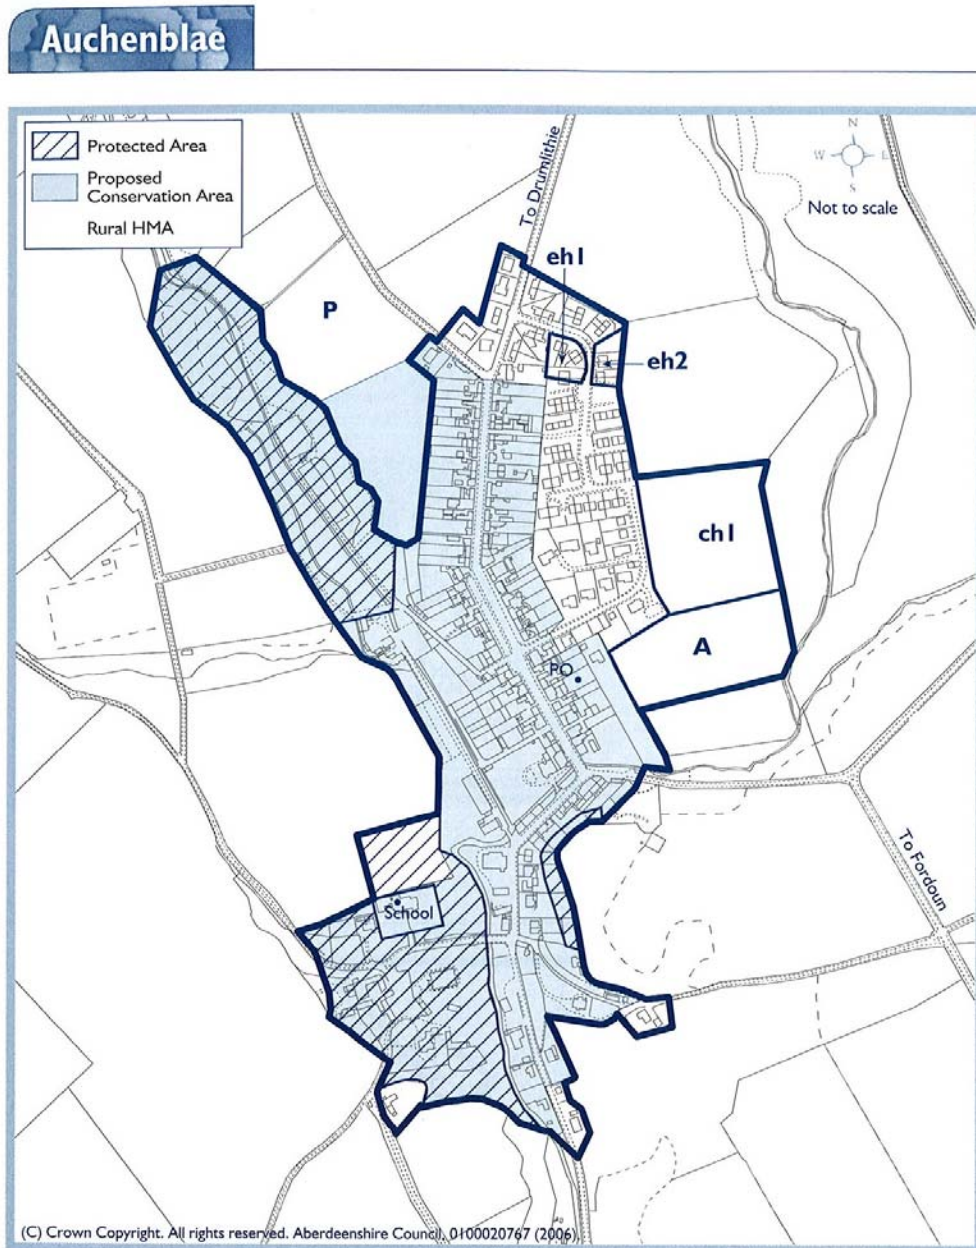 Auchenblae
Protected Area
Proposed
Conservation Area
Rural HMA
N
W E
S
Not to scale
To Drumlithie
eh1
P
eh2
ch1
A
PO
To Fordoun
School
(C) Crown Copyright. All rights reserved. Aberdeenshire Council, 0100020767 (2006)